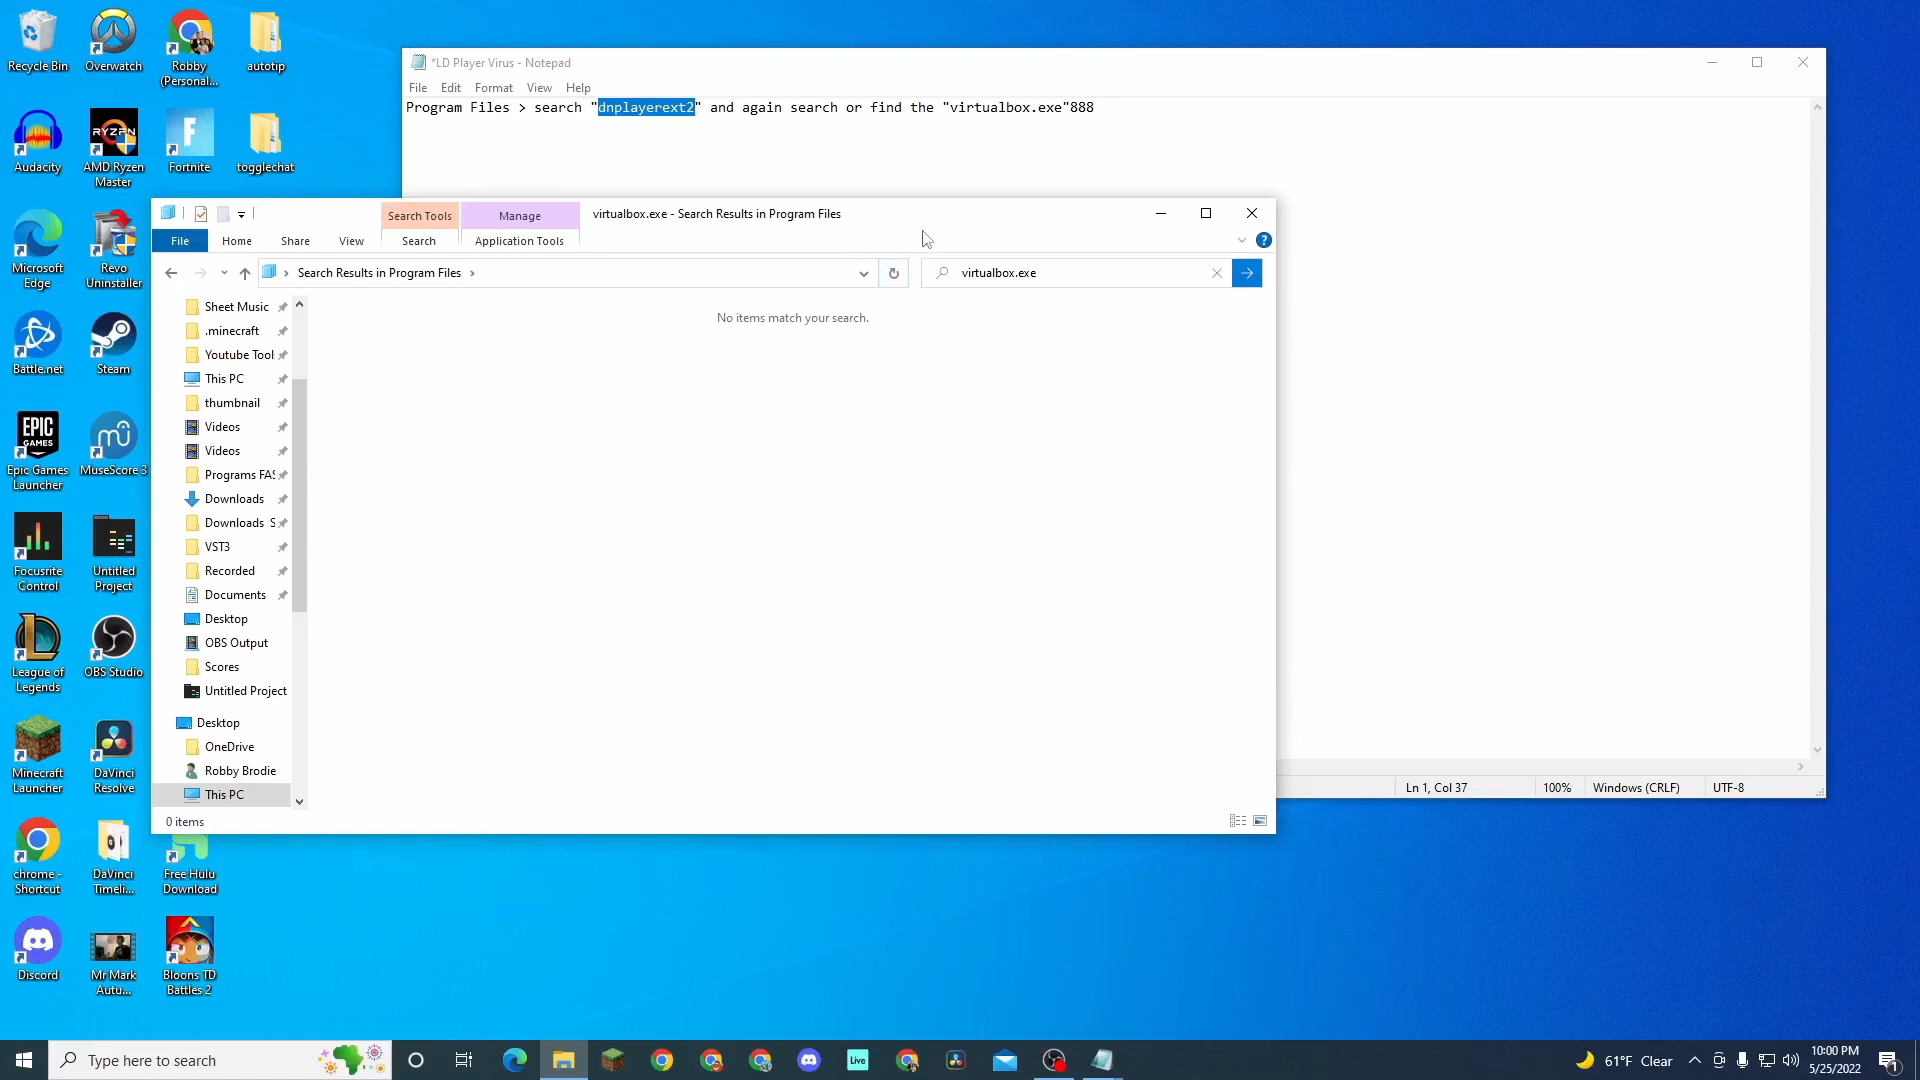 Recycle Bin
Overwatch
Robby
(Personal...
autotip
Audacity
AMD Ryzen
Master
RYZEN
Fortnite
togglechat
Microsoft
Edge
Revo
Uninstaller
Battle.net
Steam
EPIC
GAMES
Epic Games
Launcher
MuseScore 3
Focusrite
Control
Untitled
Project
League of
Legends
OBS Studio
Minecraft
Launcher
DaVinci
Resolve
chrome -
Shortcut
DaVinci
Timeli...
Free Hulu
Download
Discord
Mr Mark
Autu...
Bloons TD
Battles 2
*LD Player Virus - Notepad
File Edit Format View Help
Program Files > search "dnplayerext2" and again search or find the "virtualbox.exe"888
Ln 1, Col 37 100% Windows (CRLF) UTF-8
Search Tools Manage virtualbox.exe - Search Results in Program Files
File Home Share View Search Application Tools
Search Results in Program Files
virtualbox.exe
No items match your search.
Sheet Music
.minecraft
Youtube Tool
This PC
thumbnail
Videos
Videos
Programs FAS
Downloads
Downloads S
VST3
Recorded
Documents
Desktop
OBS Output
Scores
Untitled Project
Desktop
OneDrive
Robby Brodie
This PC
0 items
Type here to search
Live
61°F Clear
10:00 PM
5/25/2022
1